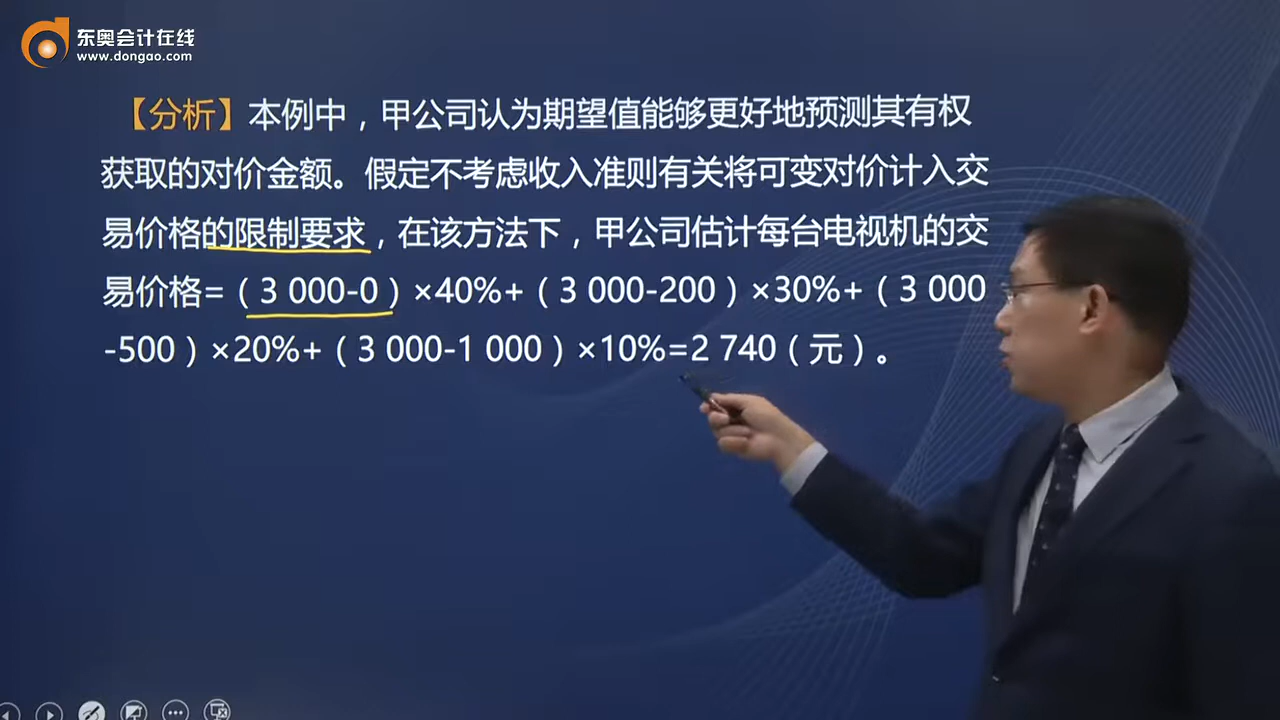 东奥会计在线
www.dongao.com
【分析】本例中，甲公司认为期望值能够更好地预测其有权
获取的对价金额。假定不考虑收入准则有关将可变对价计入交
易价格的限制要求，在该方法下，甲公司估计每台电视机的交
易价格=（3 000-0）×40%+（3 000-200）×30%+（3 000
-500）×20%+（3 000-1 000）×10%=2 740（元）。